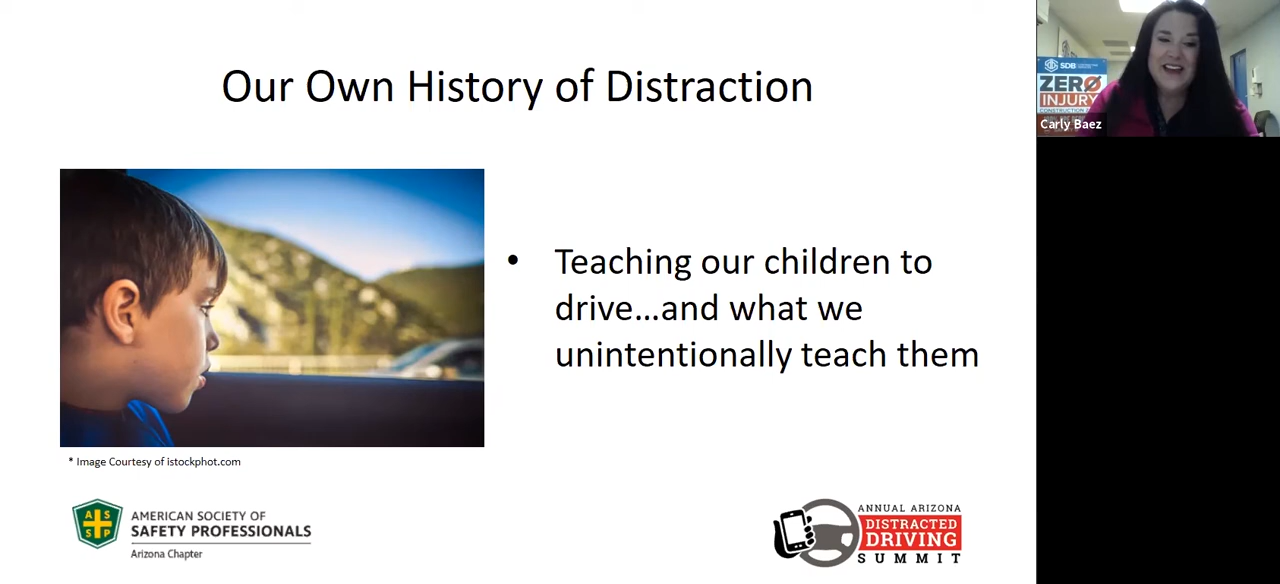 Our Own History of Distraction
• Teaching our children to
drive...and what we
unintentionally teach them
* Image Courtesy of istockphot.com
AMERICAN SOCIETY OF
SAFETY PROFESSIONALS
Arizona Chapter
A S
S P
ANNUAL ARIZONA
DISTRACTED
DRIVING
SUMMIT
SDB
ZERO
INJURY
Carly Baez